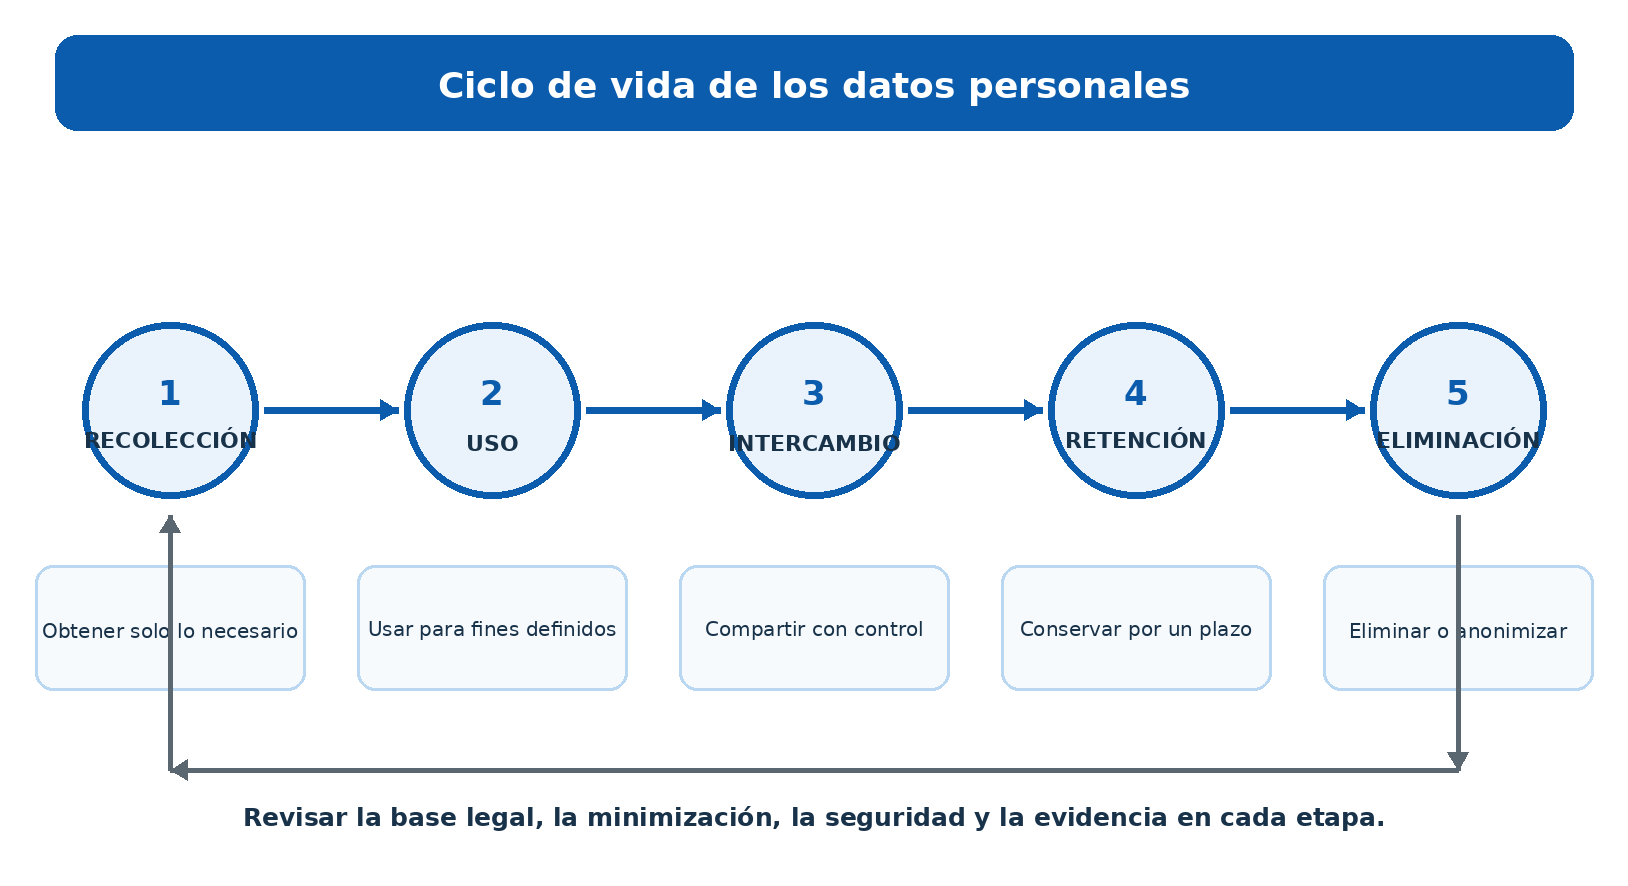 Ciclo de vida de los datos personales
1
RECOLECCIÓN
2
USO
3
INTERCAMBIO
4
RETENCIÓN
5
ELIMINACIÓN
Obtener solo lo necesario
Usar para fines definidos
Compartir con control
Conservar por un plazo
Eliminar o anonimizar
Revisar la base legal, la minimización, la seguridad y la evidencia en cada etapa.